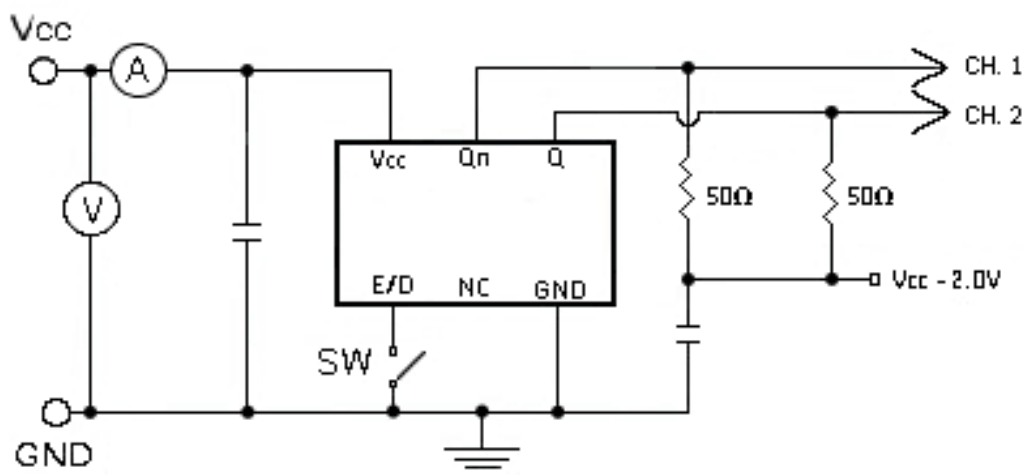 Vcc
A
CH. 1
CH. 2
Vcc Qn Q
V
50Ω 50Ω
E/D NC GND
Vcc - 2.0V
SW
GND